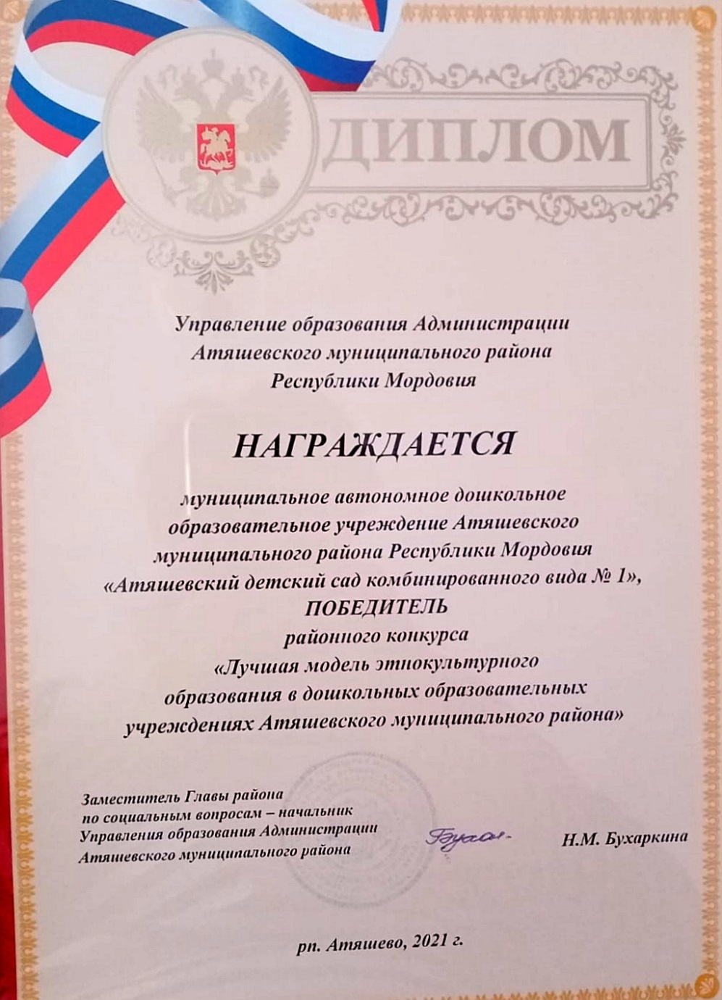 ДИПЛОМ
Управление образования Администрации
Атяшевского муниципального района
Республики Мордовия
НАГРАЖДАЕТСЯ
муниципальное автономное дошкольное
образовательное учреждение Атяшевского
муниципального района Республики Мордовия
«Атяшевский детский сад комбинированного вида № 1»,
ПОБЕДИТЕЛЬ
районного конкурса
«Лучшая модель этнокультурного
образования в дошкольных образовательных
учреждениях Атяшевского муниципального района»
Заместитель Главы района
по социальным вопросам – начальник
Управления образования Администрации
Атяшевского муниципального района
Н.М. Бухаркина
рп. Атяшево, 2021 г.